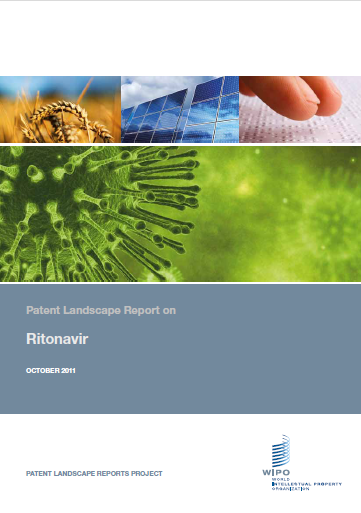 Patent Landscape Report on
Ritonavir
OCTOBER 2011
PATENT LANDSCAPE REPORTS PROJECT
WIPO
WORLD
INTELLECTUAL PROPERTY
ORGANIZATION